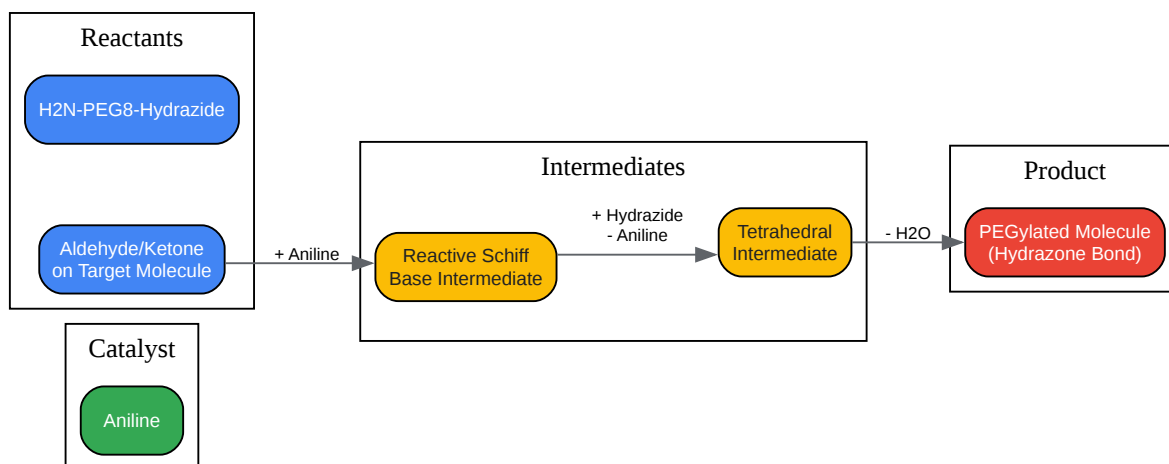 Reactants
H2N-PEG8-Hydrazide
Aldehyde/Ketone
on Target Molecule
+ Aniline
Intermediates
Reactive Schiff
Base Intermediate
+ Hydrazide
- Aniline
Tetrahedral
Intermediate
- H2O
Product
PEGylated Molecule
(Hydrazone Bond)
Catalyst
Aniline